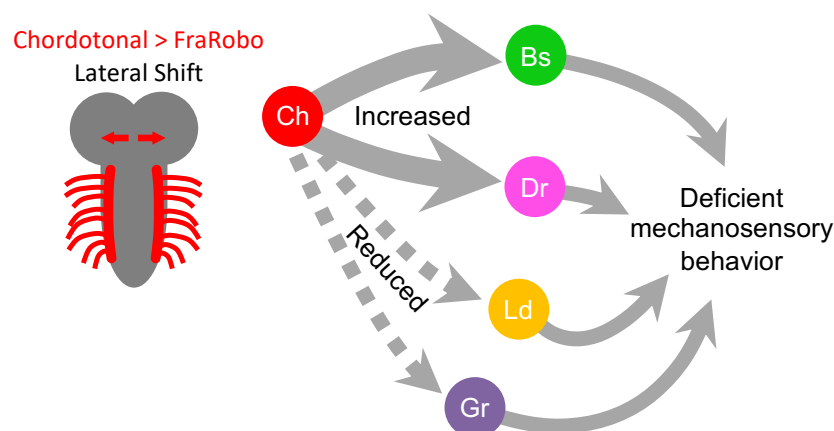 Chordotonal > FraRobo
Lateral Shift
Ch
Increased
Reduced
Bs
Dr
Ld
Gr
Deficient
mechanosensory
behavior